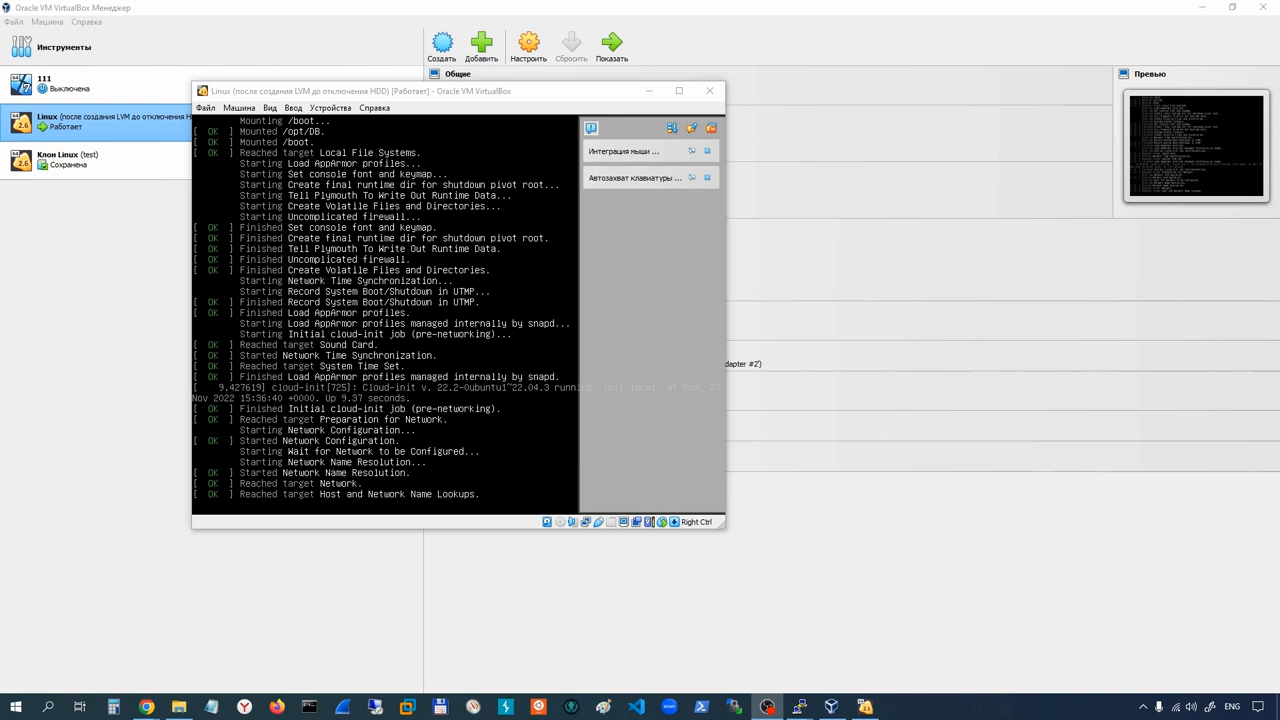 Oracle VM VirtualBox Менеджер
Файл Машина Справка
Инструменты
Создать Добавить Настроить Сбросить Показать
111
Выключена
Linux (после создания LVM до отключения H
Работает
Клон Linux (test)
Сохранена
Общие
Превью
Linux (после создания LVM до отключения HDD) [Работает] - Oracle VM VirtualBox
Файл Машина Вид Ввод Устройства Справка
Mounting /boot...
[ OK ] Mounted /opt/DB.
[ OK ] Mounted /boot.
[ OK ] Reached target Local File Systems.
Starting Load AppArmor profiles...
Starting Set console font and keymap...
Starting Create final runtime dir for shutdown pivot root...
Starting Tell Plymouth To Write Out Runtime Data...
Starting Create Volatile Files and Directories...
Starting Uncomplicated firewall...
[ OK ] Finished Set console font and keymap.
[ OK ] Finished Create final runtime dir for shutdown pivot root.
[ OK ] Finished Tell Plymouth To Write Out Runtime Data.
[ OK ] Finished Uncomplicated firewall.
[ OK ] Finished Create Volatile Files and Directories.
Starting Network Time Synchronization...
Starting Record System Boot/Shutdown in UTMP...
[ OK ] Finished Record System Boot/Shutdown in UTMP.
[ OK ] Finished Load AppArmor profiles.
Starting Load AppArmor profiles managed internally by snapd...
Starting Initial cloud-init job (pre-networking)...
[ OK ] Reached target Sound Card.
[ OK ] Started Network Time Synchronization.
[ OK ] Reached target System Time Set.
[ OK ] Finished Load AppArmor profiles managed internally by snapd.
[ 9.427619] cloud-init[725]: Cloud-init v. 22.2-0ubuntu1~22.04.3 running 'init-local' at Sun, 27
Nov 2022 15:36:40 +0000. Up 9.37 seconds.
[ OK ] Finished Initial cloud-init job (pre-networking).
[ OK ] Reached target Preparation for Network.
Starting Network Configuration...
[ OK ] Started Network Configuration.
Starting Wait for Network to be Configured...
Starting Network Name Resolution...
[ OK ] Started Network Name Resolution.
[ OK ] Reached target Network.
[ OK ] Reached target Host and Network Name Lookups.
Интеграция мыши ...
Автозахват клавиатуры ...
dapter #2')
Right Ctrl
ENG